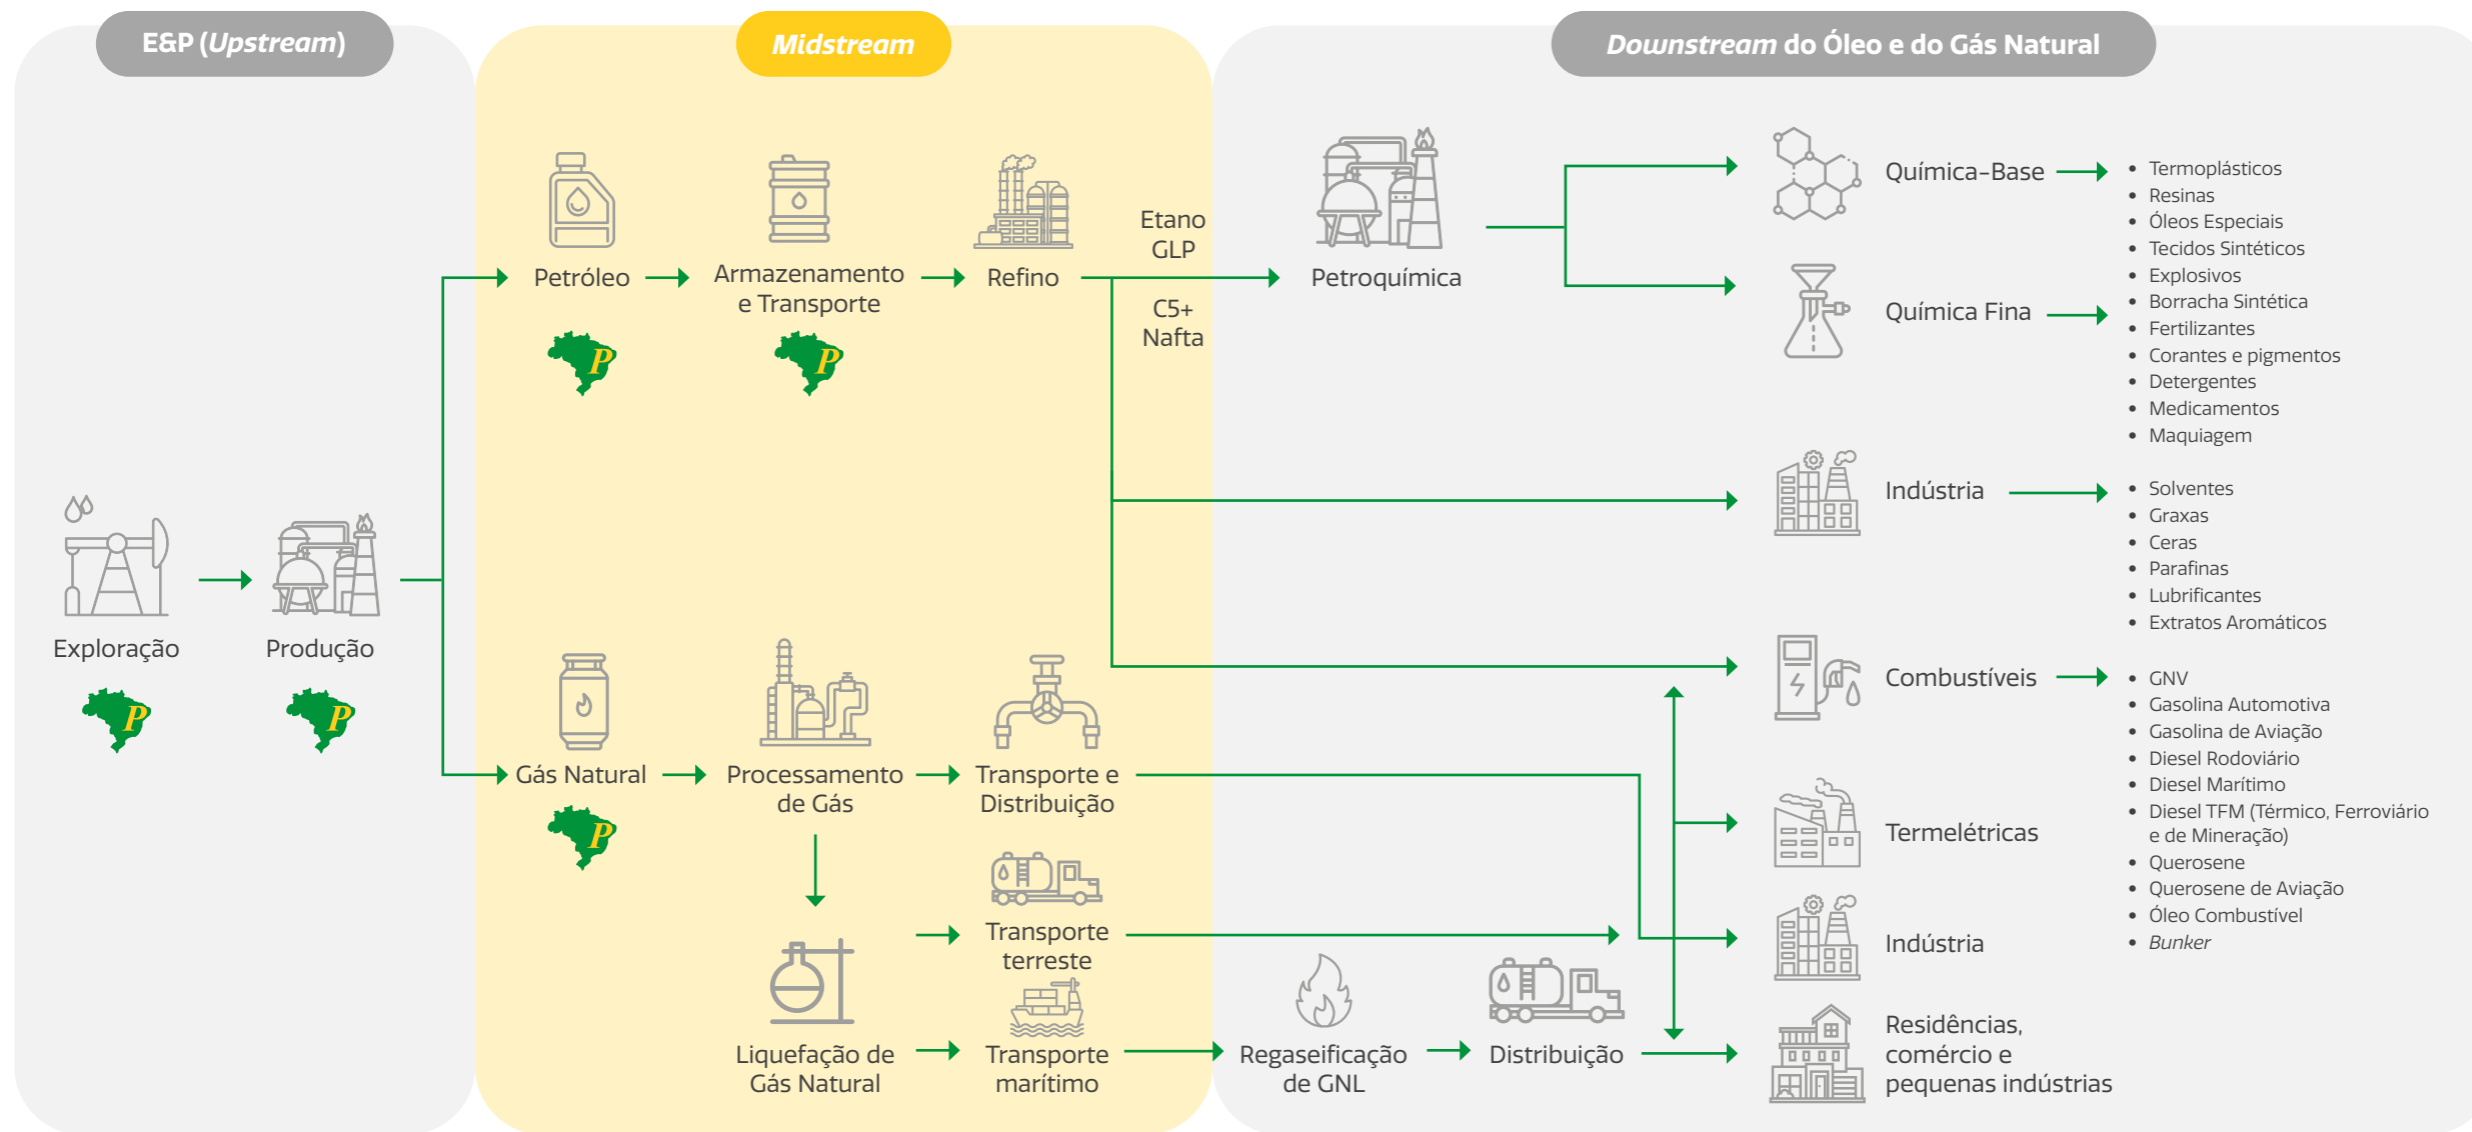 E&P (Upstream)
Midstream
Downstream do Óleo e do Gás Natural
Exploração
P
Produção
P
Petróleo
P
Armazenamento
e Transporte
P
Refino
Etano
GLP
C5+
Nafta
Petroquímica
Química-Base
Química Fina
• Termoplásticos
• Resinas
• Óleos Especiais
• Tecidos Sintéticos
• Explosivos
• Borracha Sintética
• Fertilizantes
• Corantes e pigmentos
• Detergentes
• Medicamentos
• Maquiagem
Indústria
• Solventes
• Graxas
• Ceras
• Parafinas
• Lubrificantes
• Extratos Aromáticos
Combustíveis
• GNV
• Gasolina Automotiva
• Gasolina de Aviação
• Diesel Rodoviário
• Diesel Marítimo
• Diesel TFM (Térmico, Ferroviário
e de Mineração)
• Querosene
• Querosene de Aviação
• Óleo Combustível
• Bunker
Gás Natural
P
Processamento
de Gás
Transporte e
Distribuição
Liquefação de
Gás Natural
Transporte
terreste
Transporte
marítimo
Regaseificação
de GNL
Distribuição
Termelétricas
Indústria
Residências,
comércio e
pequenas indústrias